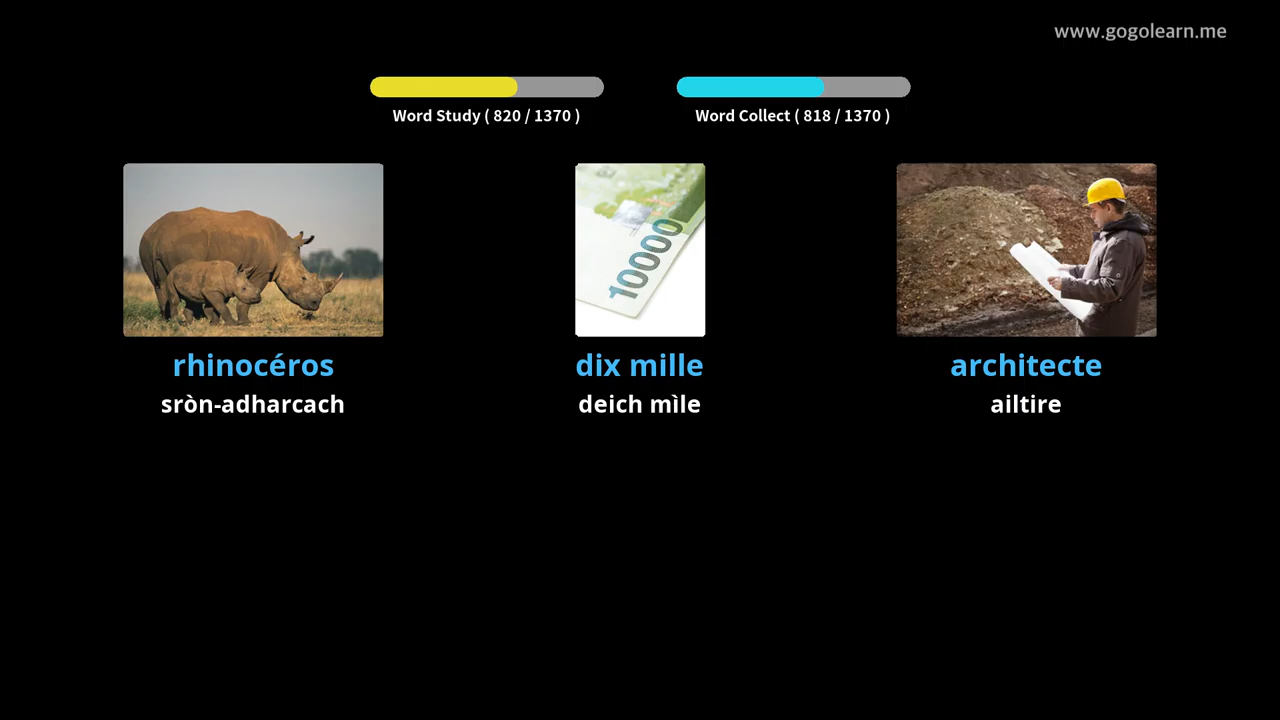 www.gogolearn.me
Word Study ( 820 / 1370 )
Word Collect ( 818 / 1370 )
10000
rhinocéros
dix mille
architecte
sròn-adharcach
deich mìle
ailtire